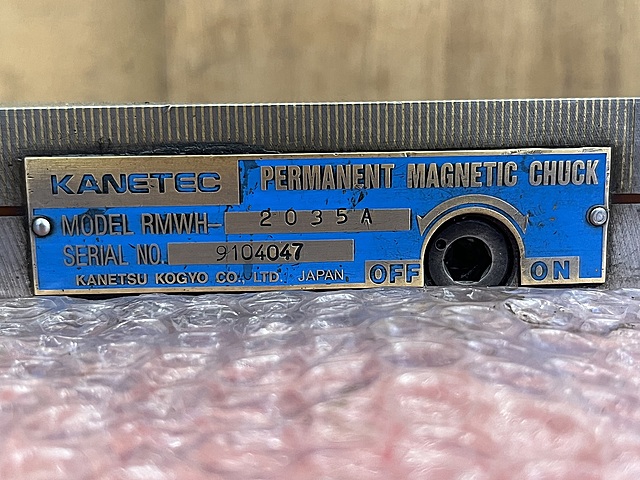 KANETEC
PERMANENT MAGNETIC CHUCK
MODEL RMWH- 2035A
SERIAL NO. 9104047
KANETSU KOGYO CO., LTD. JAPAN
OFF ON